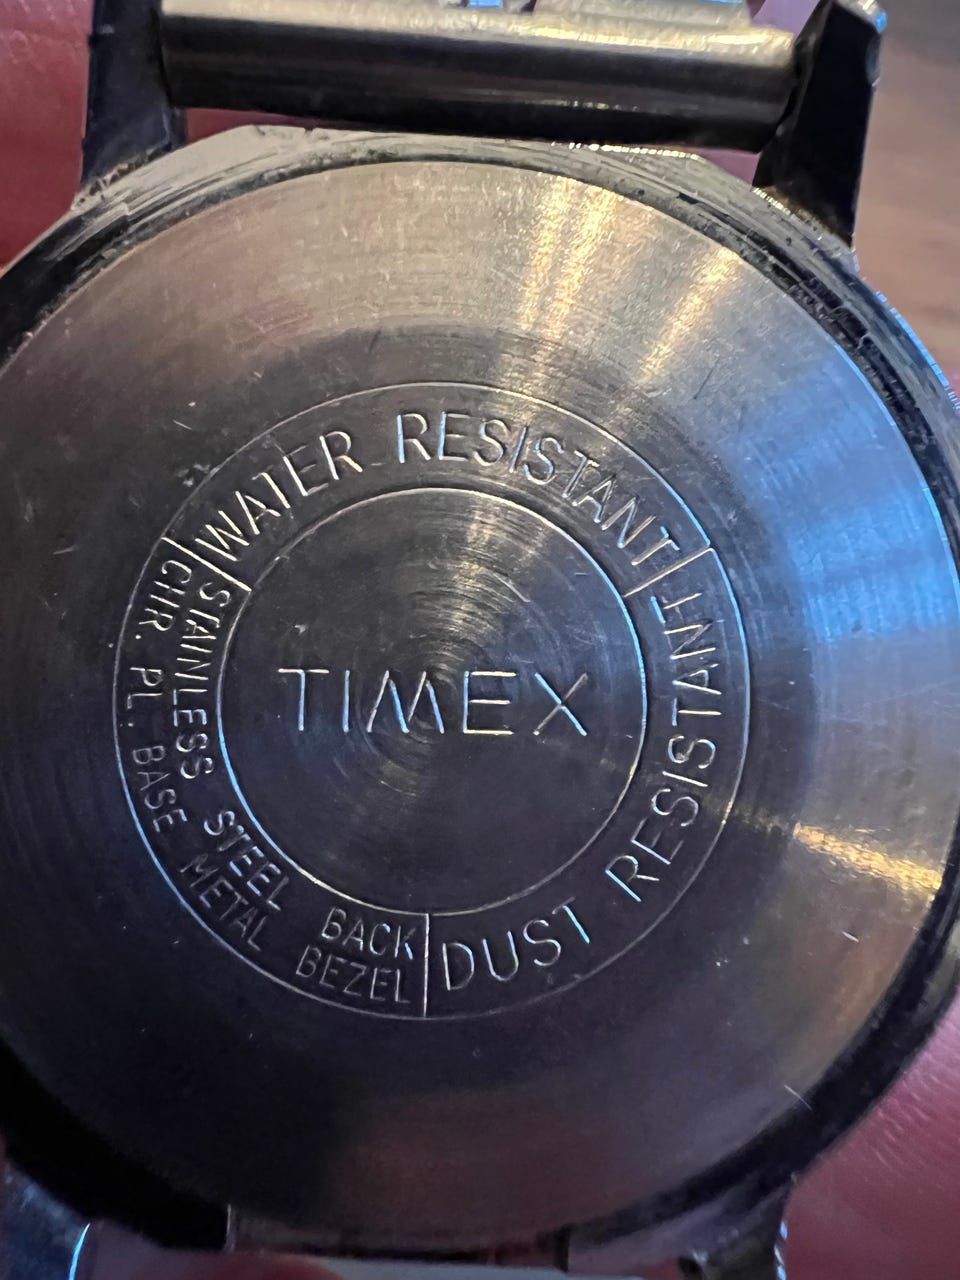 WATER RESISTANT
DUST RESISTANT
STAINLESS STEEL BACK
CHR. PL. BASE METAL BEZEL
TIMEX